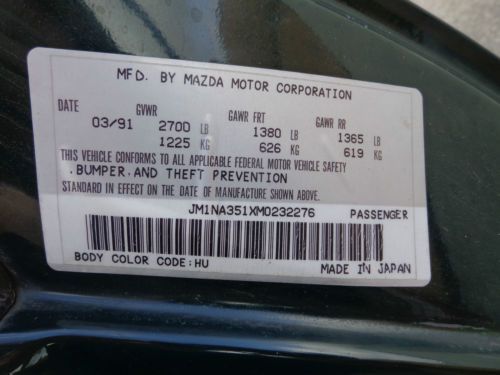 MFD. BY MAZDA MOTOR CORPORATION
DATE GVWR GAWR FRT GAWR RR
03/91 2700 LB 1380 LB 1365 LB
1225 KG 626 KG 619 KG
THIS VEHICLE CONFORMS TO ALL APPLICABLE FEDERAL MOTOR VEHICLE SAFETY
,BUMPER,AND THEFT PREVENTION
STANDARD IN EFFECT ON THE DATE OF MANUFACTURE SHOWN ABOVE.
JM1NA351XM0232276 PASSENGER
BODY COLOR CODE:HU MADE IN JAPAN